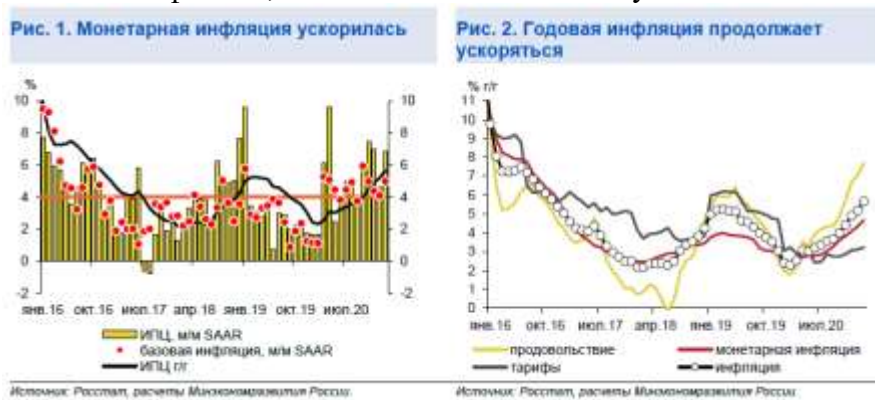 Рис. 1. Монетарная инфляция ускорилась
%
10
8
6
4
2
0
-2
10
8
6
4
2
0
-2
янв.16 окт.16 июл.17 апр.18 янв.19 окт.19 июл.20
ИПЦ, м/м SAAR
базовая инфляция, м/м SAAR
ИПЦ г/г
Источник: Росстат, расчеты Минэкономразвития России.
Рис. 2. Годовая инфляция продолжает
ускоряться
% г/г
11
10
9
8
7
6
5
4
3
2
1
0
янв.16 окт.16 июл.17 апр.18 янв.19 окт.19 июл.20
продовольствие монетарная инфляция
тарифы инфляция
Источник: Росстат, расчеты Минэкономразвития России